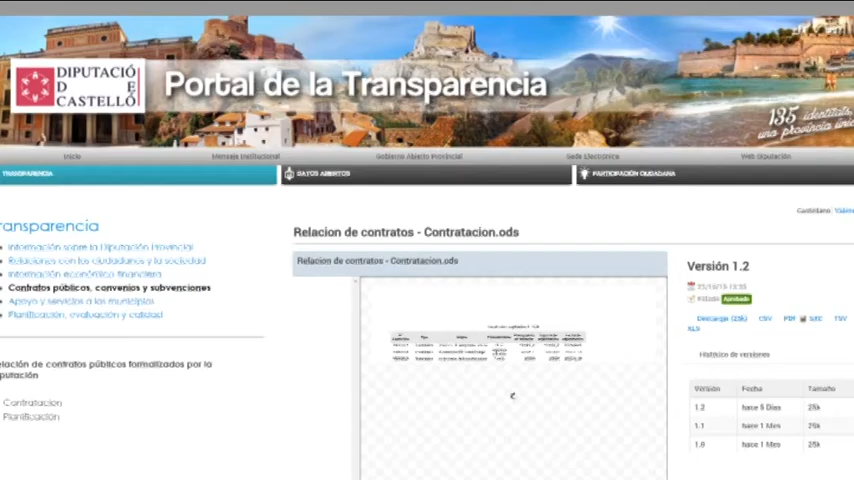 DIPUTACIÓ
D E
CASTELLÓ
Portal de la Transparencia
135 identitats,
una província única
Inicio
Mensaje Institucional
Gobierno Abierto Provincial
Sede Electrónica
Web Diputación
TRANSPARENCIA
DATOS ABIERTOS
PARTICIPACIÓN CIUDADANA
Castellano
ransparencia
Información sobre la Diputación Provincial
Relaciones con los ciudadanos y la sociedad
Información económico financiera
Contratos públicos, convenios y subvenciones
Apoyo y servicios a los municipios
Planificación, evaluación y calidad
elación de contratos públicos formalizados por la
putación
Contratacion
Planificación
Relacion de contratos - Contratacion.ods
Relacion de contratos - Contratacion.ods
Versión 1.2
Estado: Aprobado
Descarga (25k)
CSV
PDF
TSV
XLS
Histórico de versiones
Versión Fecha Tamaño
1.2 hace 5 Días 25k
1.1 hace 1 Mes 25k
1.0 hace 1 Mes 25k